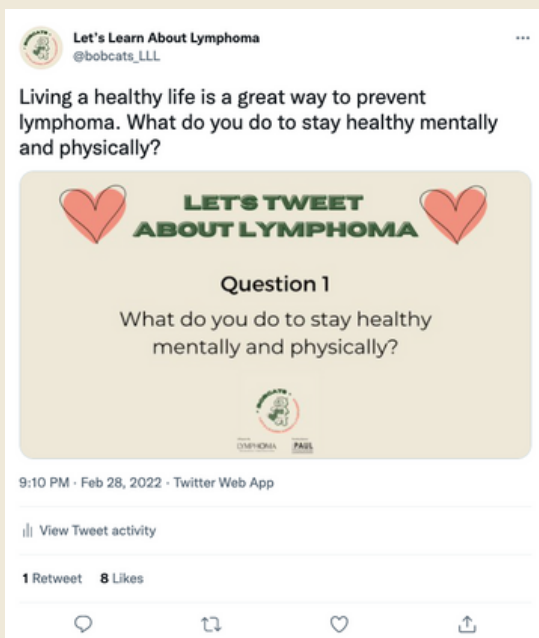 Let's Learn About Lymphoma
@bobcats_LLL
Living a healthy life is a great way to prevent
lymphoma. What do you do to stay healthy mentally
and physically?
LET'S TWEET
ABOUT LYMPHOMA
Question 1
What do you do to stay healthy
mentally and physically?
BOBCATS
LYMPHOMA
PAUL
9:10 PM · Feb 28, 2022 · Twitter Web App
View Tweet activity
1 Retweet 8 Likes